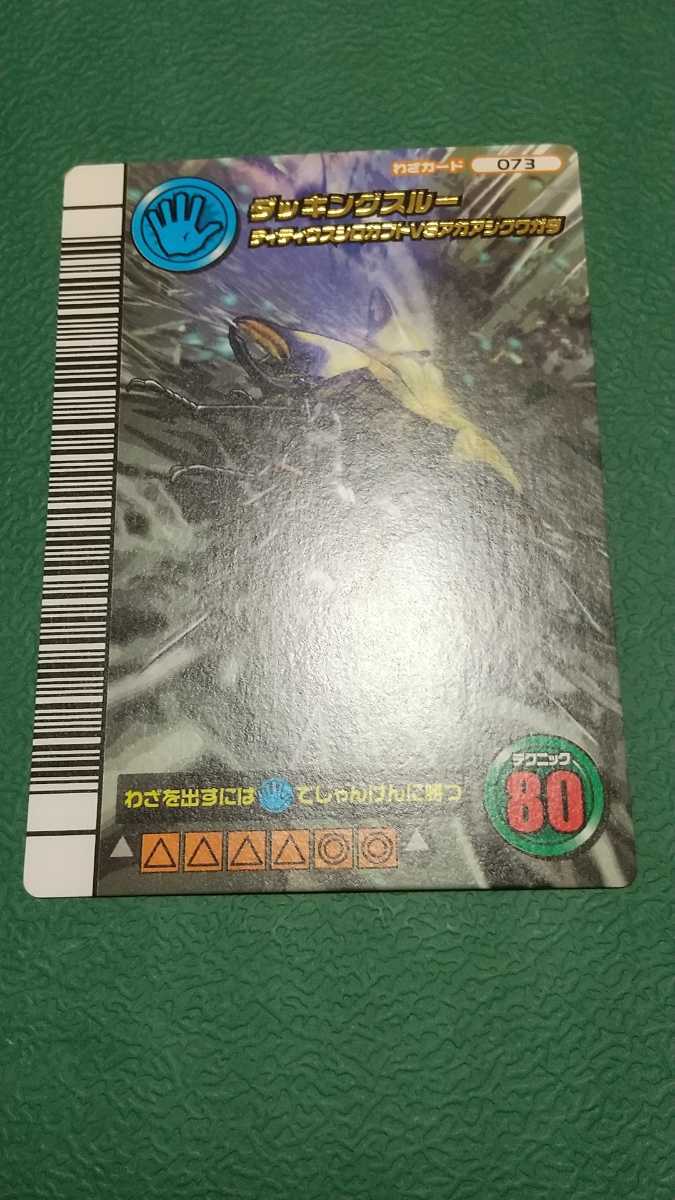 わざカード 073
ダッキングスルー
ティティウスシロカブトVSアカアシクワガタ
わざを出すには でじゃんけんに勝つ
テクニック
80